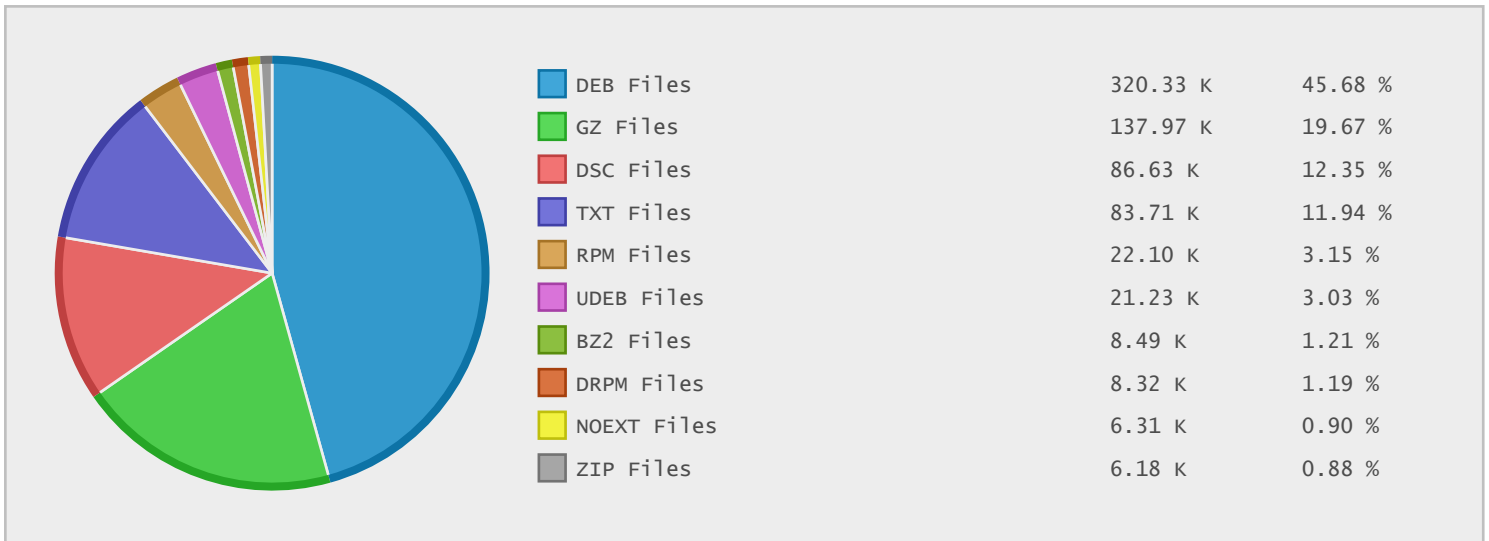 DEB Files 320.33 K 45.68 %
GZ Files 137.97 K 19.67 %
DSC Files 86.63 K 12.35 %
TXT Files 83.71 K 11.94 %
RPM Files 22.10 K 3.15 %
UDEB Files 21.23 K 3.03 %
BZ2 Files 8.49 K 1.21 %
DRPM Files 8.32 K 1.19 %
NOEXT Files 6.31 K 0.90 %
ZIP Files 6.18 K 0.88 %